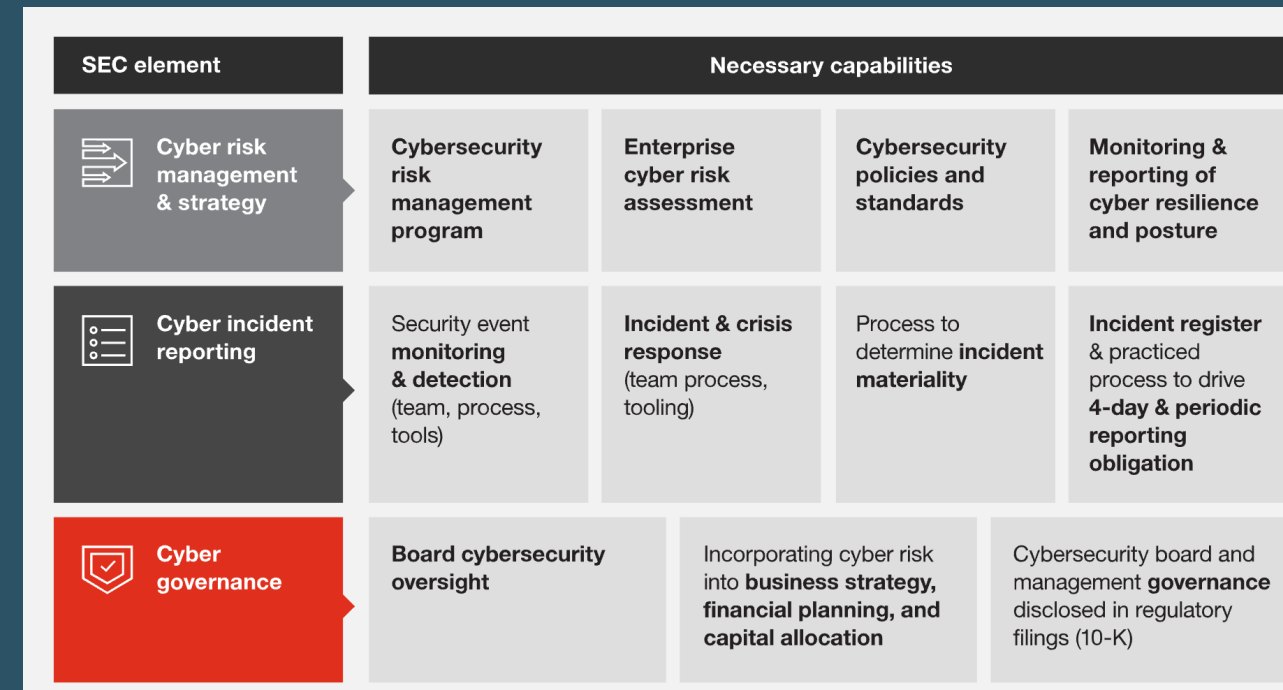 SEC element
Necessary capabilities
Cyber risk
management
& strategy
Cybersecurity
risk
management
program
Enterprise
cyber risk
assessment
Cybersecurity
policies and
standards
Monitoring &
reporting of
cyber resilience
and posture
Cyber incident
reporting
Security event
monitoring
& detection
(team, process,
tools)
Incident & crisis
response
(team process,
tooling)
Process to
determine incident
materiality
Incident register
& practiced
process to drive
4-day & periodic
reporting
obligation
Cyber
governance
Board cybersecurity
oversight
Incorporating cyber risk
into business strategy,
financial planning, and
capital allocation
Cybersecurity board and
management governance
disclosed in regulatory
filings (10-K)